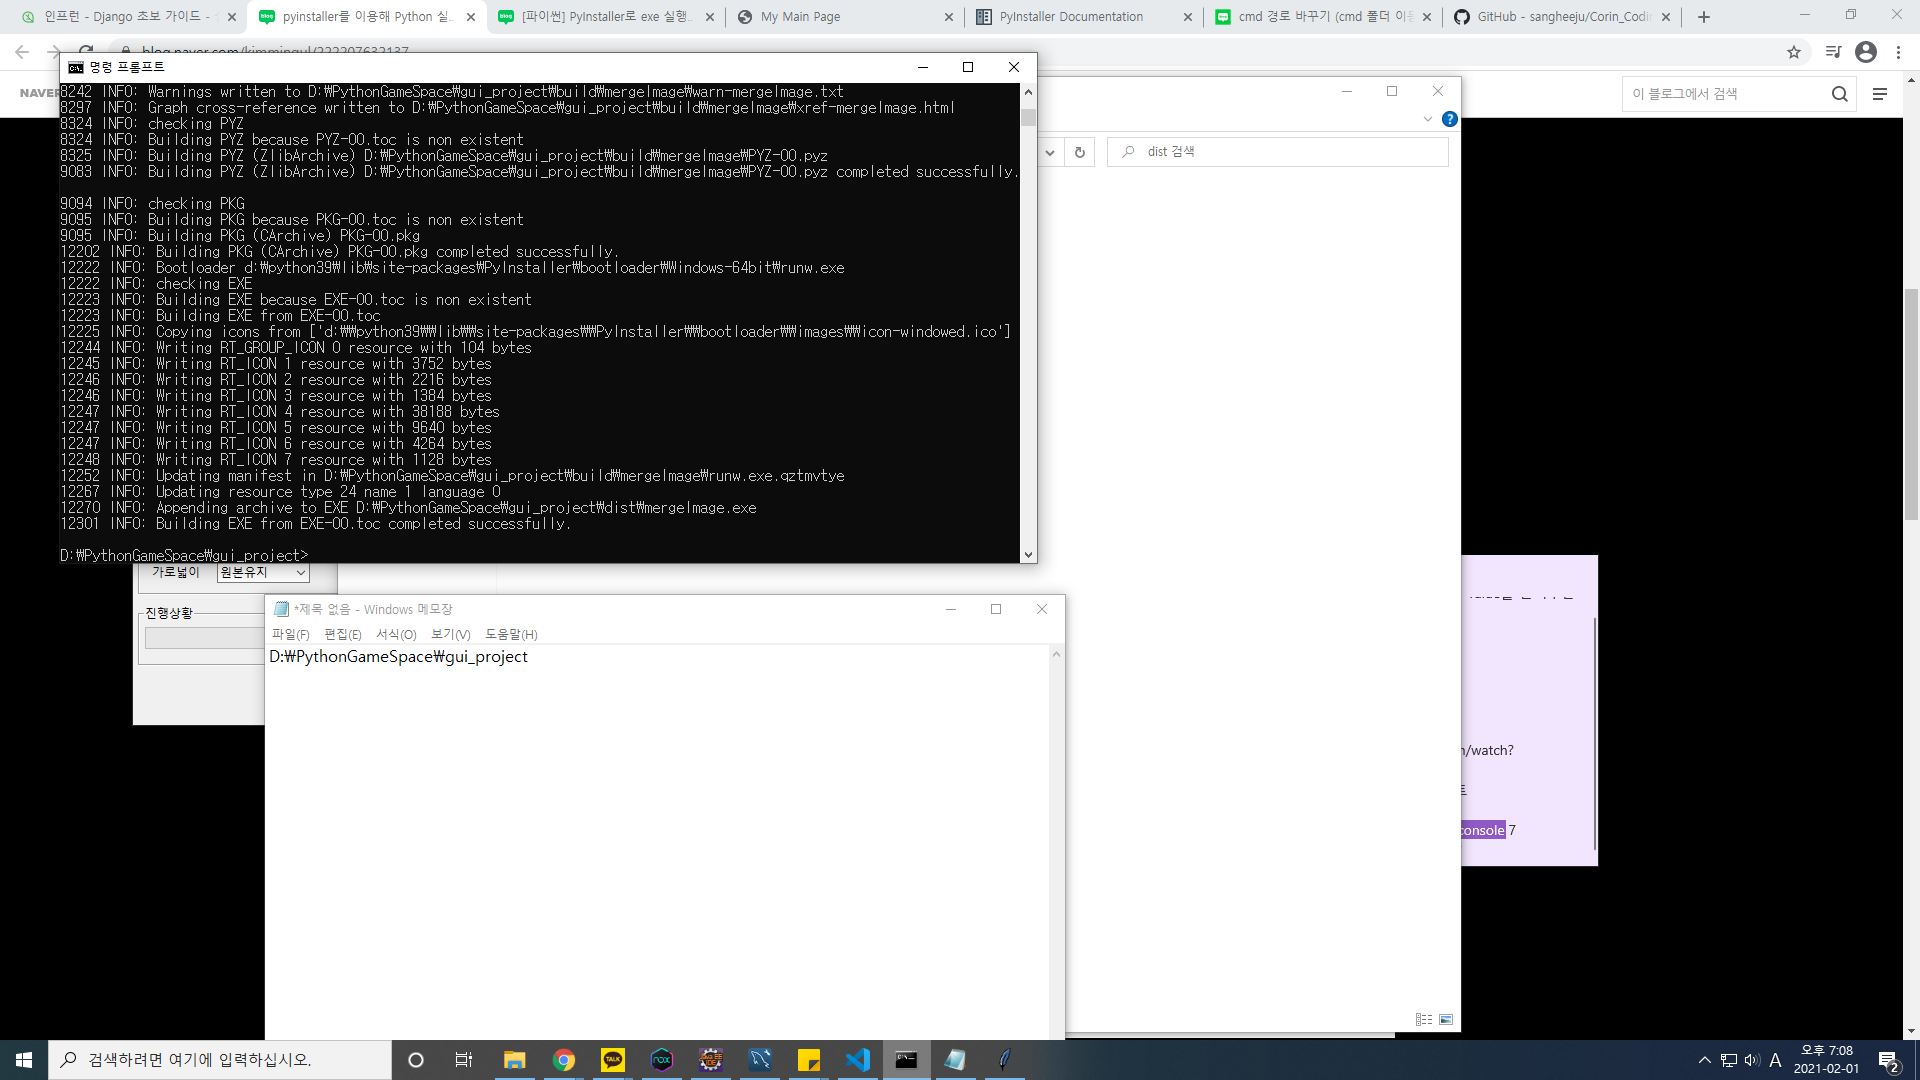 인프런 - Django 초보 가이드 -
pyinstaller를 이용해 Python 실
[파이썬] PyInstaller로 exe 실행
My Main Page
PyInstaller Documentation
cmd 경로 바꾸기 (cmd 폴더 이동
GitHub - sangheeju/Corin_Codin
blog.naver.com/kimmingul/222207632137
NAVER
이 블로그에서 검색
명령 프롬프트
8242 INFO: Warnings written to D:₩PythonGameSpace₩gui_project₩build₩mergeImage₩warn-mergeImage.txt
8297 INFO: Graph cross-reference written to D:₩PythonGameSpace₩gui_project₩build₩mergeImage₩xref-mergeImage.html
8324 INFO: checking PYZ
8324 INFO: Building PYZ because PYZ-00.toc is non existent
8325 INFO: Building PYZ (ZlibArchive) D:₩PythonGameSpace₩gui_project₩build₩mergeImage₩PYZ-00.pyz
9083 INFO: Building PYZ (ZlibArchive) D:₩PythonGameSpace₩gui_project₩build₩mergeImage₩PYZ-00.pyz completed successfully.
9094 INFO: checking PKG
9095 INFO: Building PKG because PKG-00.toc is non existent
9095 INFO: Building PKG (CArchive) PKG-00.pkg
12202 INFO: Building PKG (CArchive) PKG-00.pkg completed successfully.
12222 INFO: Bootloader d:₩python39₩lib₩site-packages₩PyInstaller₩bootloader₩Windows-64bit₩runw.exe
12222 INFO: checking EXE
12223 INFO: Building EXE because EXE-00.toc is non existent
12223 INFO: Building EXE from EXE-00.toc
12225 INFO: Copying icons from ['d:₩₩python39₩₩lib₩₩site-packages₩₩PyInstaller₩₩bootloader₩₩images₩₩icon-windowed.ico']
12244 INFO: Writing RT_GROUP_ICON 0 resource with 104 bytes
12245 INFO: Writing RT_ICON 1 resource with 3752 bytes
12246 INFO: Writing RT_ICON 2 resource with 2216 bytes
12246 INFO: Writing RT_ICON 3 resource with 1384 bytes
12247 INFO: Writing RT_ICON 4 resource with 38188 bytes
12247 INFO: Writing RT_ICON 5 resource with 9640 bytes
12247 INFO: Writing RT_ICON 6 resource with 4264 bytes
12248 INFO: Writing RT_ICON 7 resource with 1128 bytes
12252 INFO: Updating manifest in D:₩PythonGameSpace₩gui_project₩build₩mergeImage₩runw.exe.qztmvtye
12267 INFO: Updating resource type 24 name 1 language 0
12270 INFO: Appending archive to EXE D:₩PythonGameSpace₩gui_project₩dist₩mergeImage.exe
12301 INFO: Building EXE from EXE-00.toc completed successfully.
D:₩PythonGameSpace₩gui_project>
dist 검색
가로넓이 원본유지
진행상황
*제목 없음 - Windows 메모장
파일(F) 편집(E) 서식(O) 보기(V) 도움말(H)
D:₩PythonGameSpace₩gui_project
n/watch?
트
console 7
검색하려면 여기에 입력하십시오.
TALK
nox
JAVA EE
IDE
A
오후 7:08
2021-02-01
2